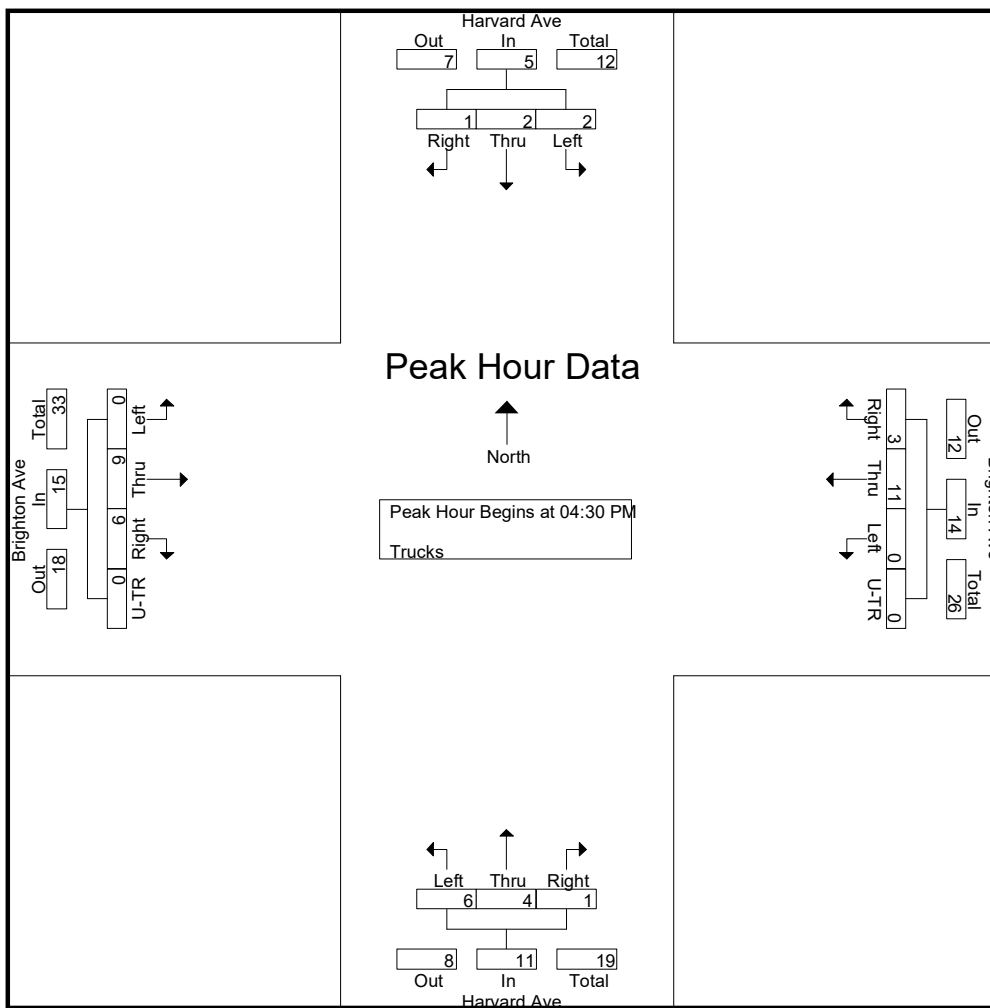 Harvard Ave
Out In Total
7 5 12
1 2 2
Right Thru Left
Peak Hour Data
North
Peak Hour Begins at 04:30 PM
Trucks
Brighton Ave
Out In Total
18 15 33
0 9 6 0
Left Thru Right U-TR
Right Thru Left U-TR
3 11 0 0
Out In Total
12 14 26
Left Thru Right
6 4 1
8 11 19
Out In Total
Harvard Ave